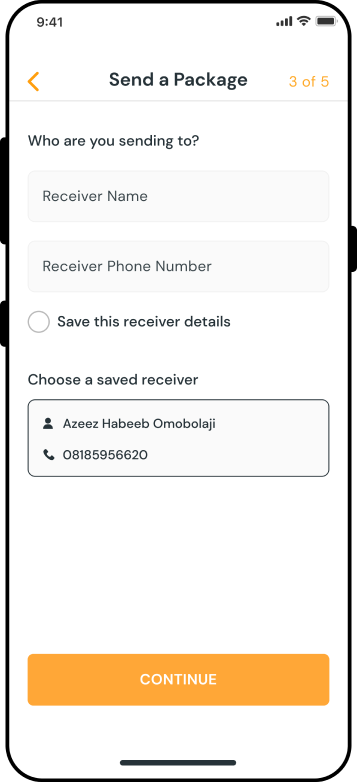 9:41
Send a Package
3 of 5
Who are you sending to?
Receiver Name
Receiver Phone Number
Save this receiver details
Choose a saved receiver
Azeez Habeeb Omobolaji
08185956620
CONTINUE